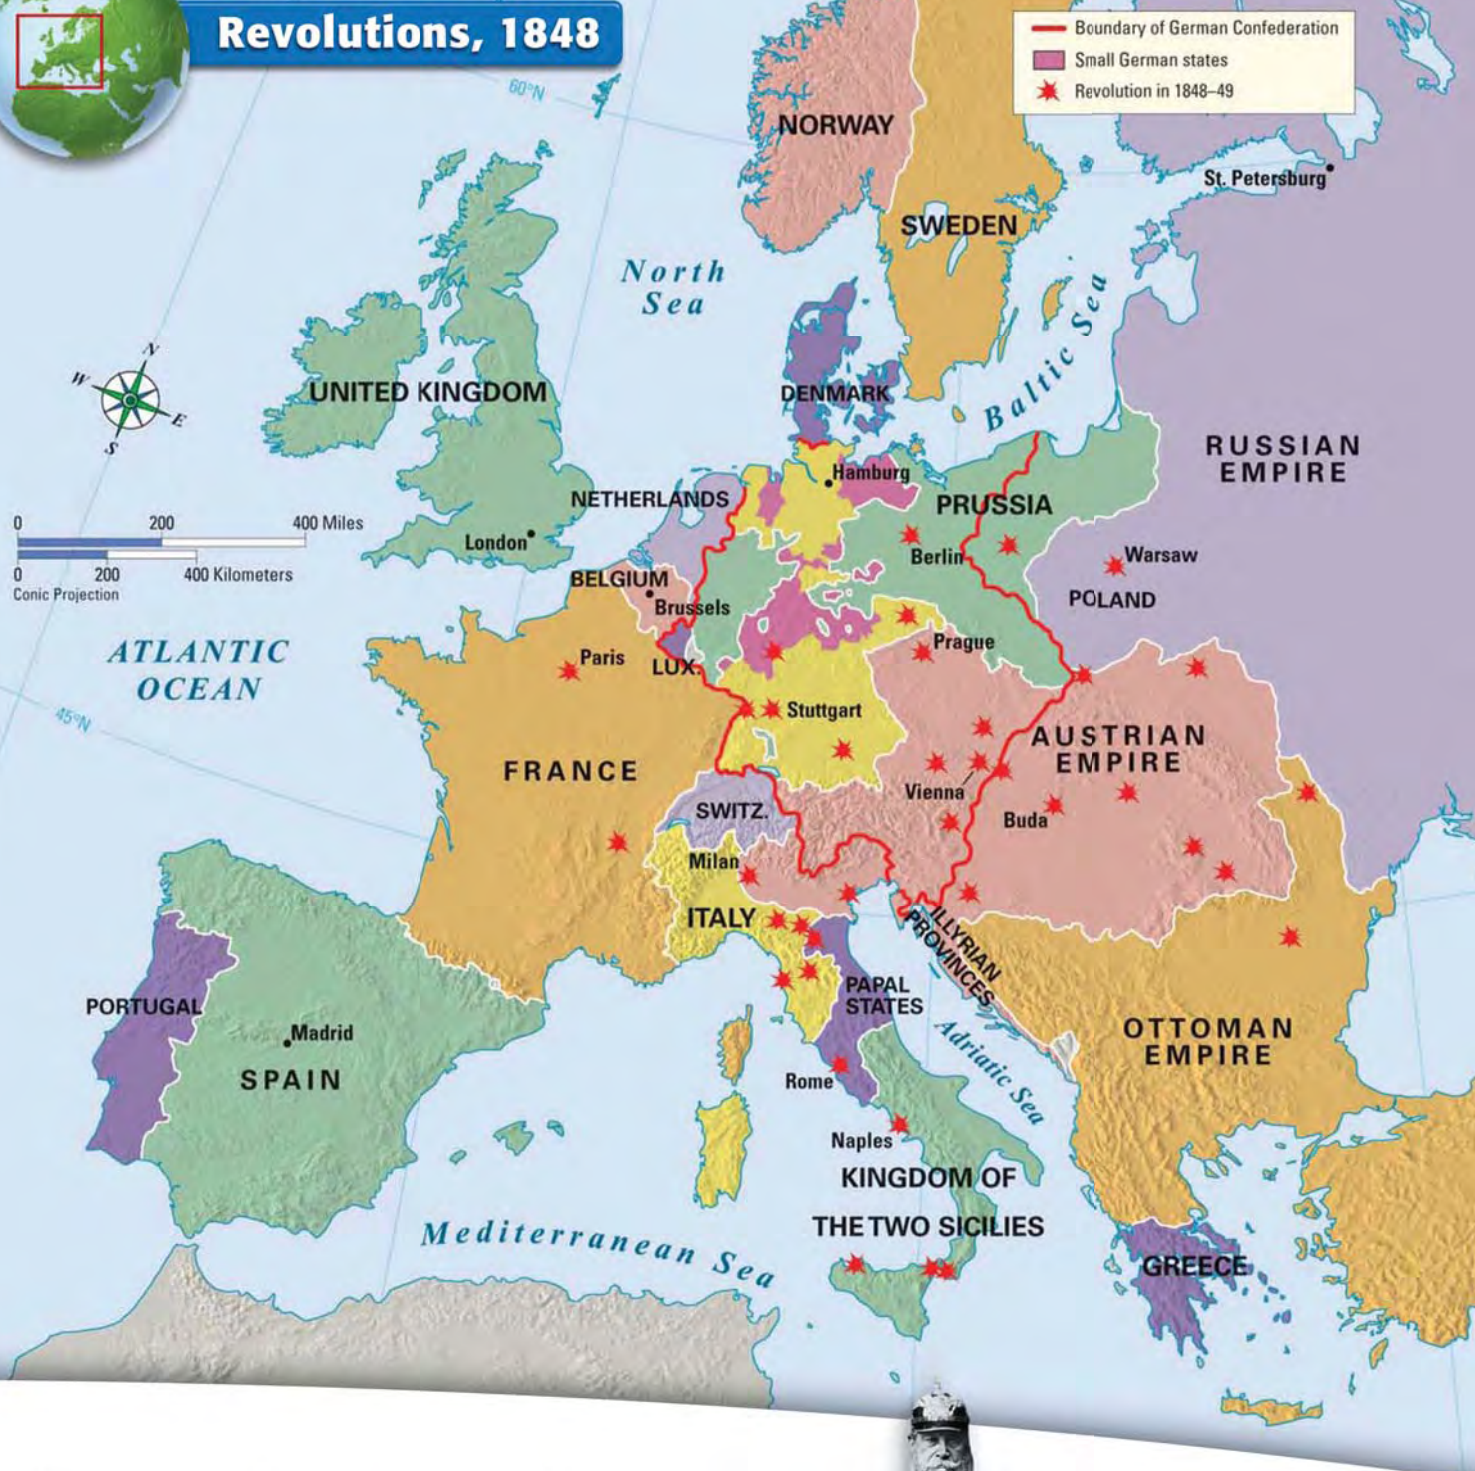 Revolutions, 1848
Boundary of German Confederation
Small German states
Revolution in 1848–49
60°N
NORWAY
St. Petersburg
SWEDEN
North
Sea
Baltic Sea
N
W
E
S
UNITED KINGDOM
DENMARK
RUSSIAN
EMPIRE
Hamburg
NETHERLANDS
PRUSSIA
0 200 400 Miles
London
Berlin
Warsaw
0 200 400 Kilometers
Conic Projection
BELGIUM
POLAND
Brussels
ATLANTIC
OCEAN
Paris
LUX.
Prague
45°N
Stuttgart
AUSTRIAN
EMPIRE
FRANCE
Vienna
SWITZ.
Buda
Milan
ITALY
ILLYRIAN
PROVINCES
PORTUGAL
PAPAL
STATES
Madrid
Adriatic Sea
OTTOMAN
EMPIRE
SPAIN
Rome
Naples
KINGDOM OF
THE TWO SICILIES
Mediterranean Sea
GREECE